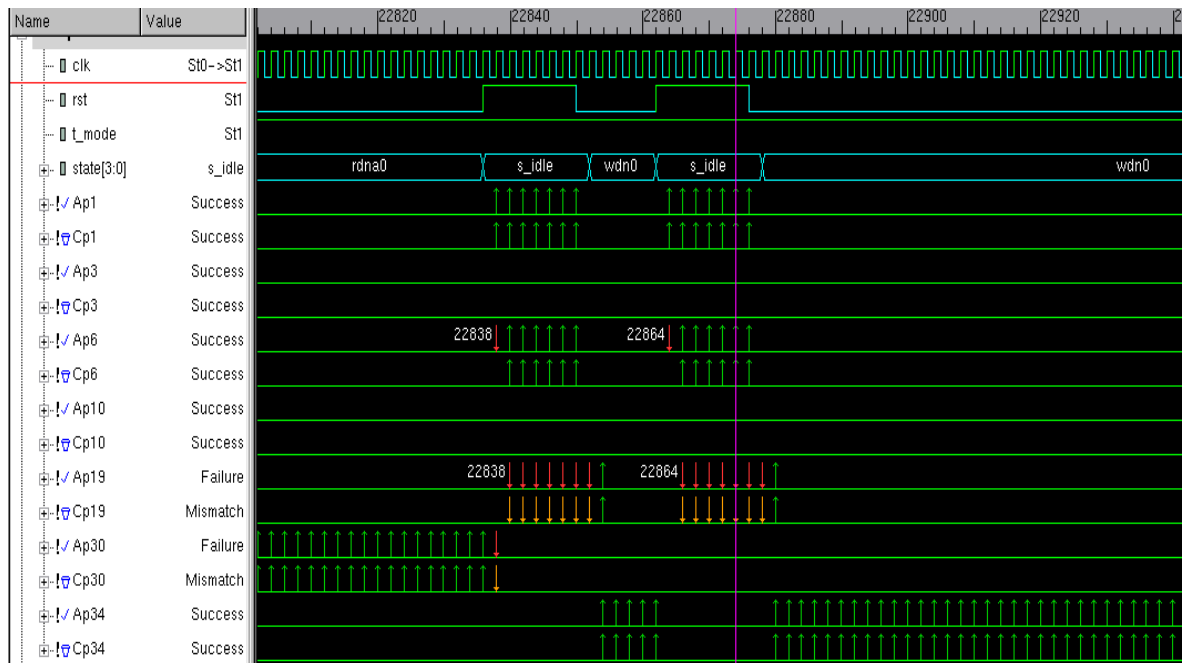 Name Value 22820 22840 22860 22880 22900 22920 2
clk St0->St1
rst St1
t_mode St1
state[3:0] s_idle rdna0 s_idle wdn0 s_idle wdn0
Ap1 Success
Cp1 Success
Ap3 Success
Cp3 Success
Ap6 Success 22838 22864
Cp6 Success
Ap10 Success
Cp10 Success
Ap19 Failure 22838 22864
Cp19 Mismatch
Ap30 Failure
Cp30 Mismatch
Ap34 Success
Cp34 Success